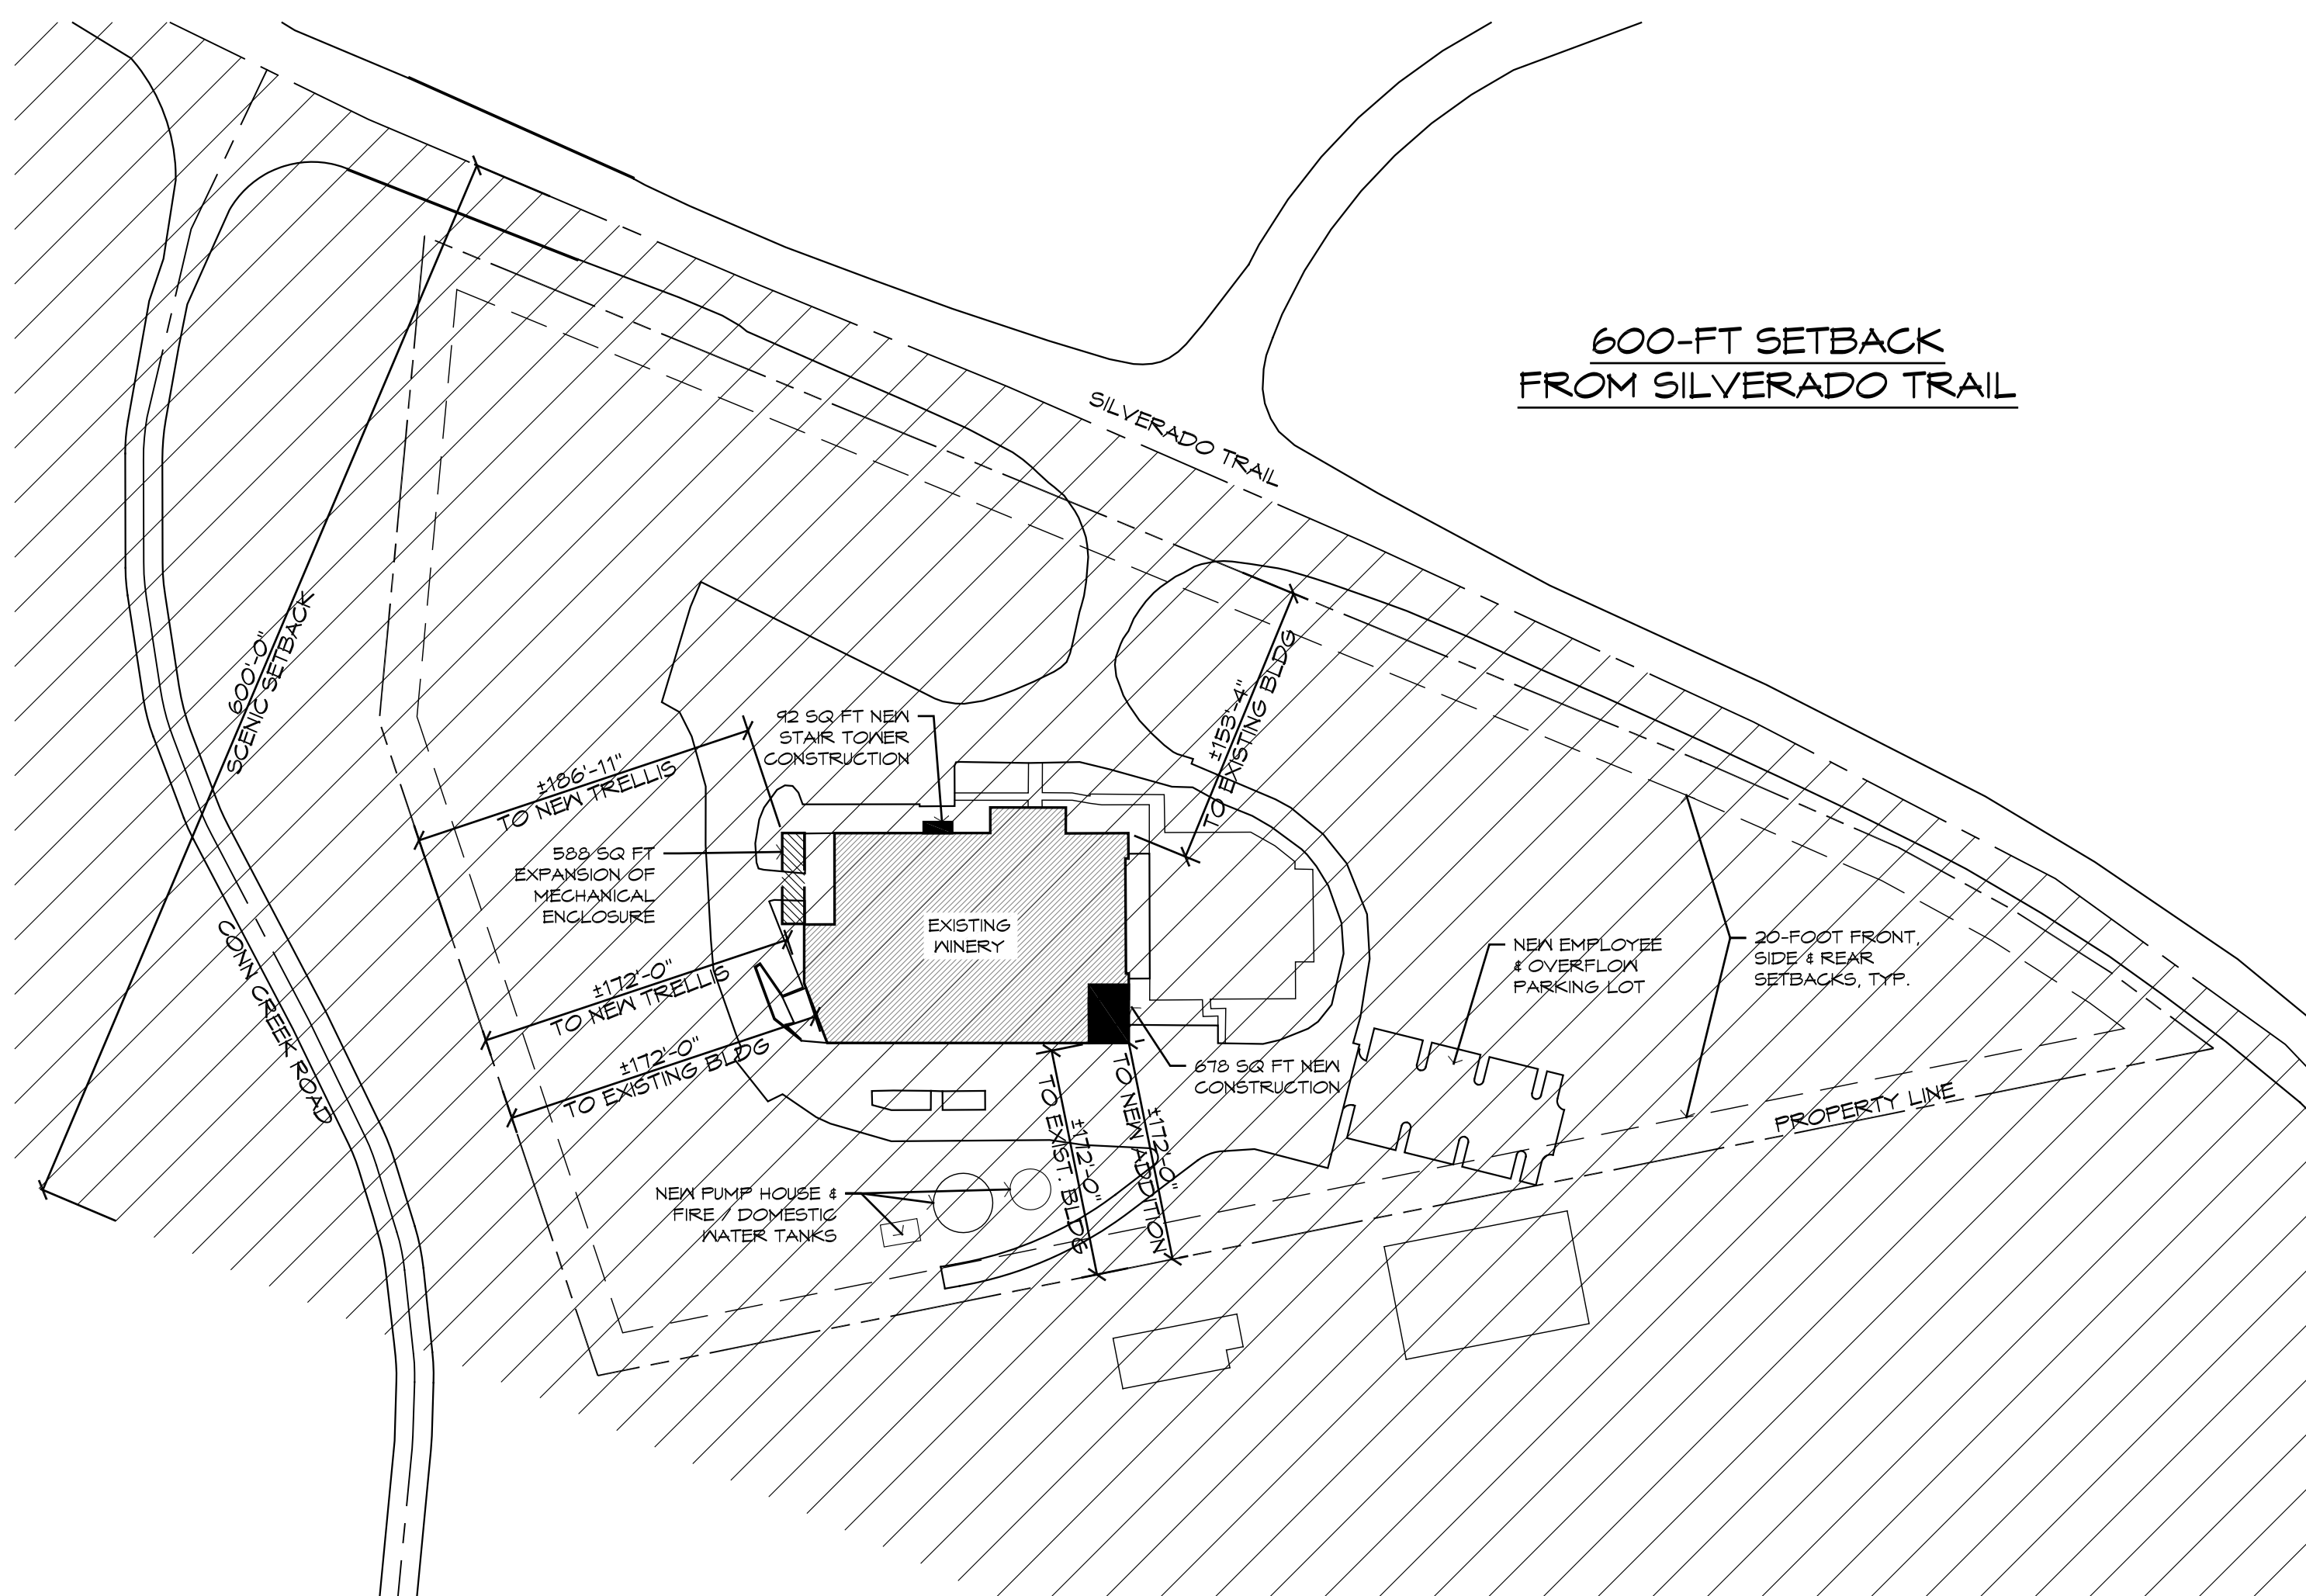 600-FT SETBACK
FROM SILVERADO TRAIL
SILVERADO TRAIL
600'-0"
SCENIC SETBACK
±153'-4"
TO EXISTING BLDG
92 SQ FT NEW
STAIR TOWER
CONSTRUCTION
±186'-11"
TO NEW TRELLIS
588 SQ FT
EXPANSION OF
MECHANICAL
ENCLOSURE
EXISTING
WINERY
NEW EMPLOYEE
& OVERFLOW
PARKING LOT
20-FOOT FRONT,
SIDE & REAR
SETBACKS, TYP.
CONN CREEK ROAD
±172'-0"
TO NEW TRELLIS
±172'-0"
TO EXISTING BLDG
678 SQ FT NEW
CONSTRUCTION
±172'-0"
TO EXIST. BLDG
±172'-0"
TO NEW ADDITION
PROPERTY LINE
NEW PUMP HOUSE &
FIRE / DOMESTIC
WATER TANKS